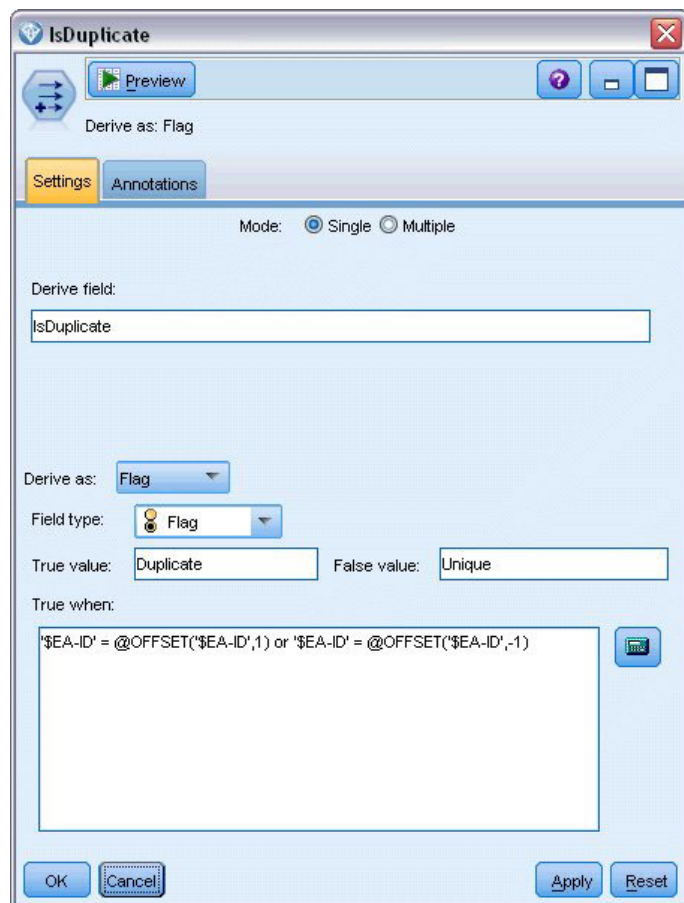 IsDuplicate
Preview
Derive as: Flag
Settings Annotations
Mode: Single Multiple
Derive field:
IsDuplicate
Derive as: Flag
Field type: Flag
True value: Duplicate False value: Unique
True when:
'$EA-ID' = @OFFSET('$EA-ID',1) or '$EA-ID' = @OFFSET('$EA-ID',-1)
OK Cancel Apply Reset